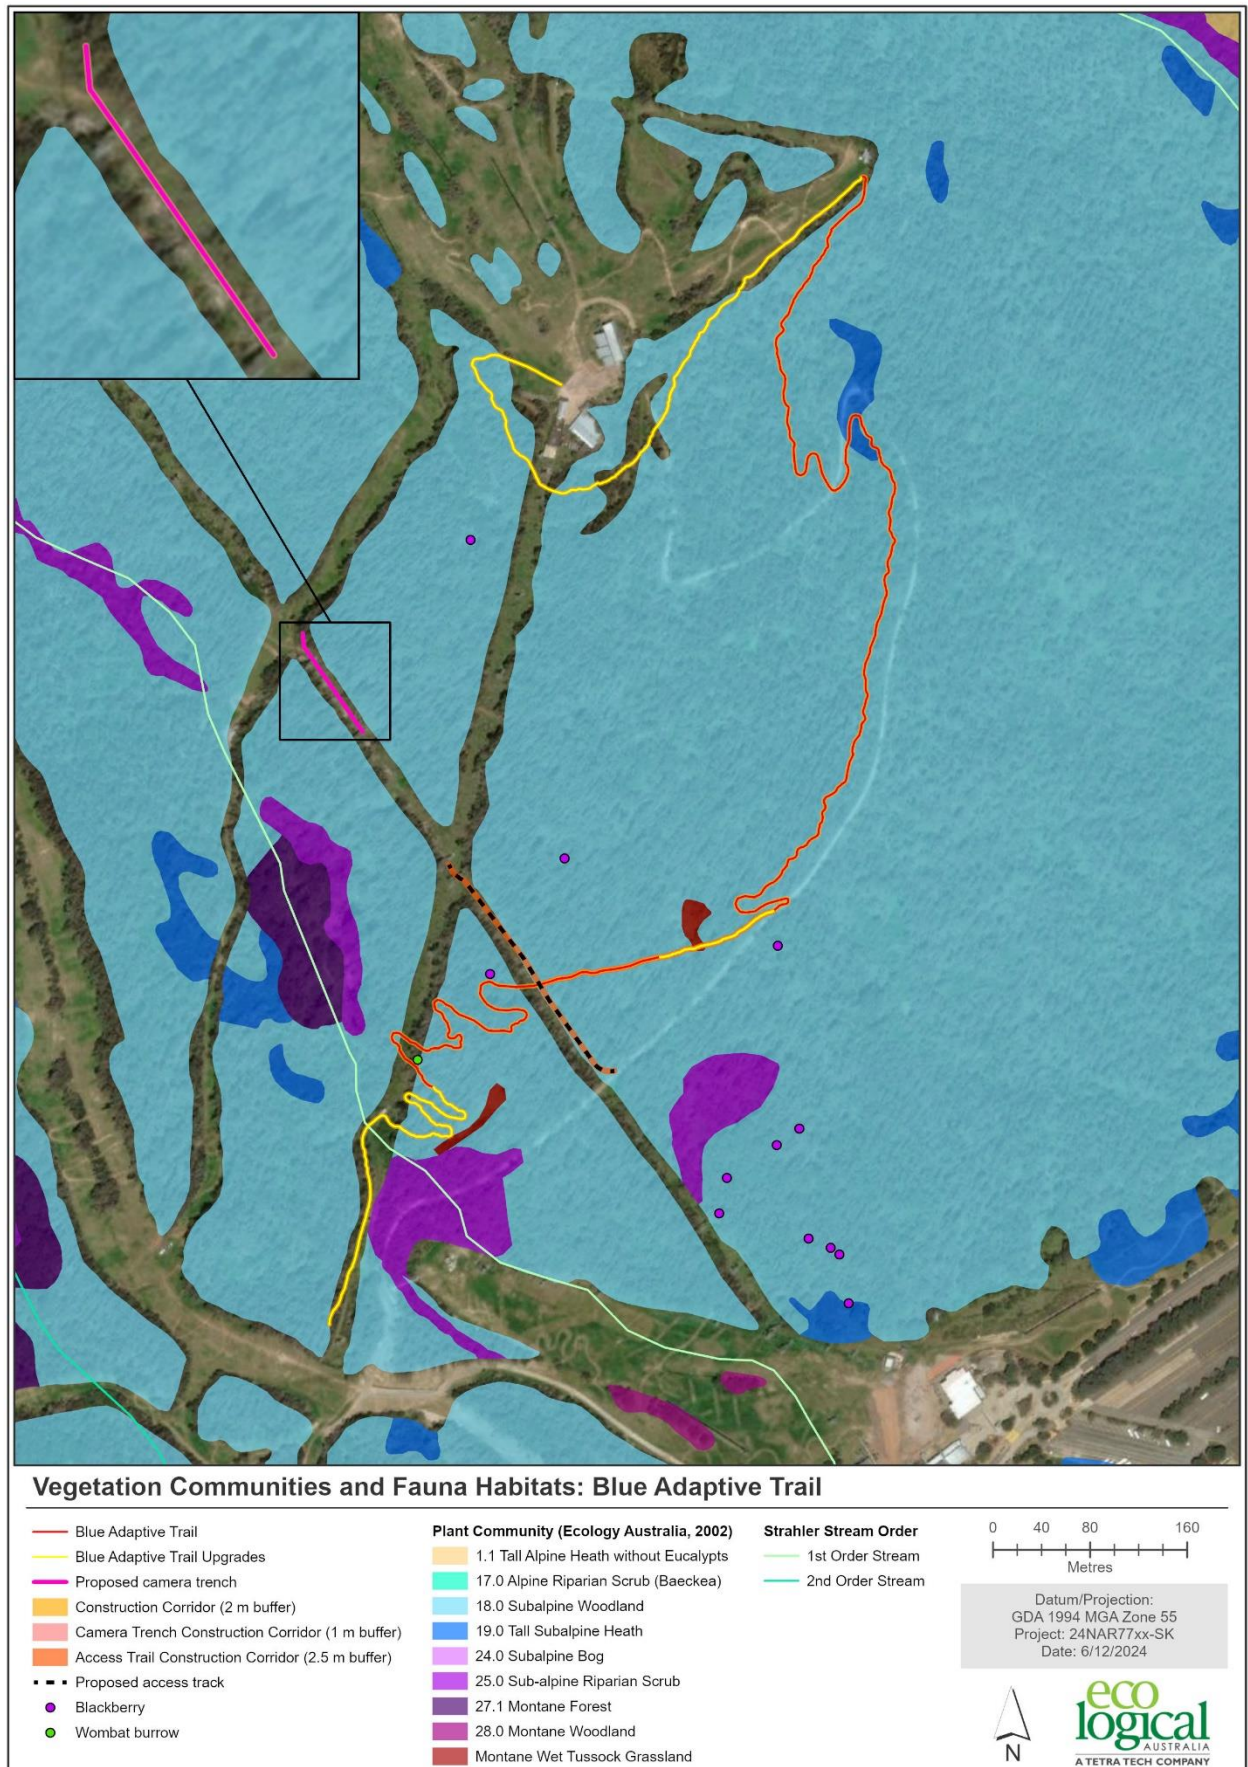 Vegetation Communities and Fauna Habitats: Blue Adaptive Trail
Blue Adaptive Trail
Blue Adaptive Trail Upgrades
Proposed camera trench
Construction Corridor (2 m buffer)
Camera Trench Construction Corridor (1 m buffer)
Access Trail Construction Corridor (2.5 m buffer)
Proposed access track
Blackberry
Wombat burrow
Plant Community (Ecology Australia, 2002)
1.1 Tall Alpine Heath without Eucalypts
17.0 Alpine Riparian Scrub (Baeckea)
18.0 Subalpine Woodland
19.0 Tall Subalpine Heath
24.0 Subalpine Bog
25.0 Sub-alpine Riparian Scrub
27.1 Montane Forest
28.0 Montane Woodland
Montane Wet Tussock Grassland
Strahler Stream Order
1st Order Stream
2nd Order Stream
0 40 80 160
Metres
Datum/Projection:
GDA 1994 MGA Zone 55
Project: 24NAR77xx-SK
Date: 6/12/2024
N
eco
logical
AUSTRALIA
A TETRA TECH COMPANY